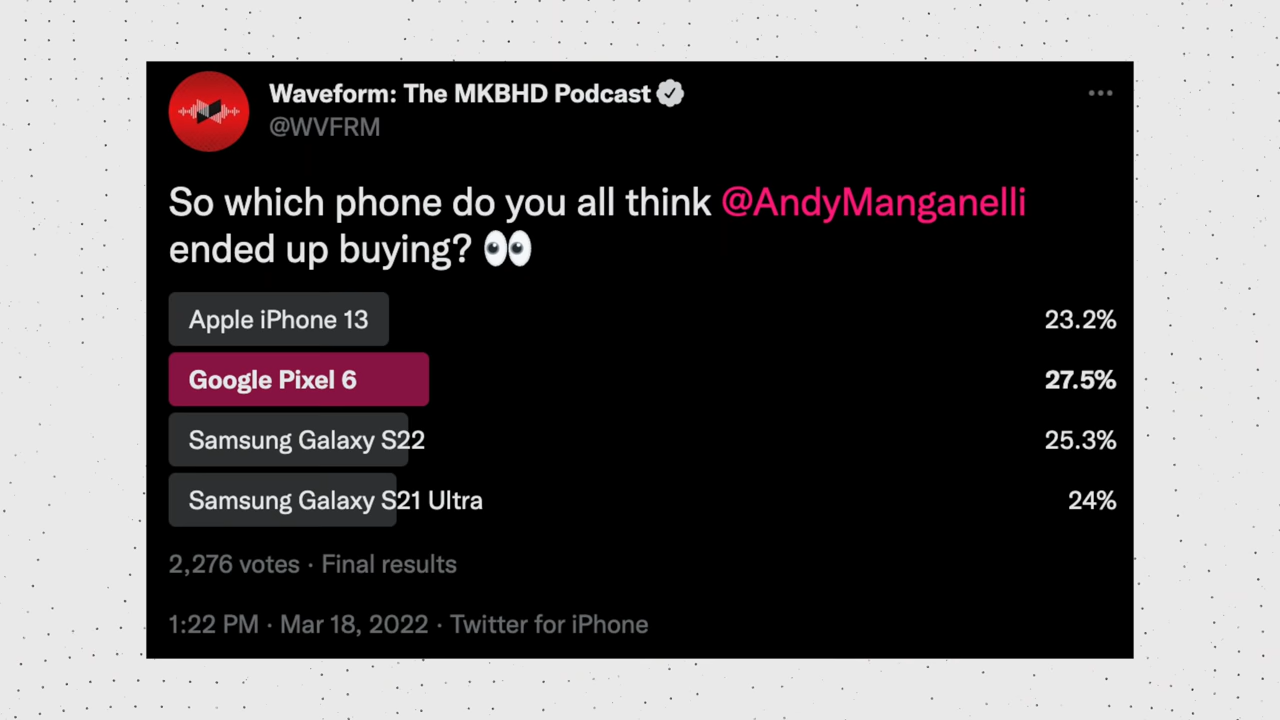 Waveform: The MKBHD Podcast
@WVFRM
So which phone do you all think @AndyManganelli
ended up buying? 👀
Apple iPhone 13 23.2%
Google Pixel 6 27.5%
Samsung Galaxy S22 25.3%
Samsung Galaxy S21 Ultra 24%
2,276 votes · Final results
1:22 PM · Mar 18, 2022 · Twitter for iPhone